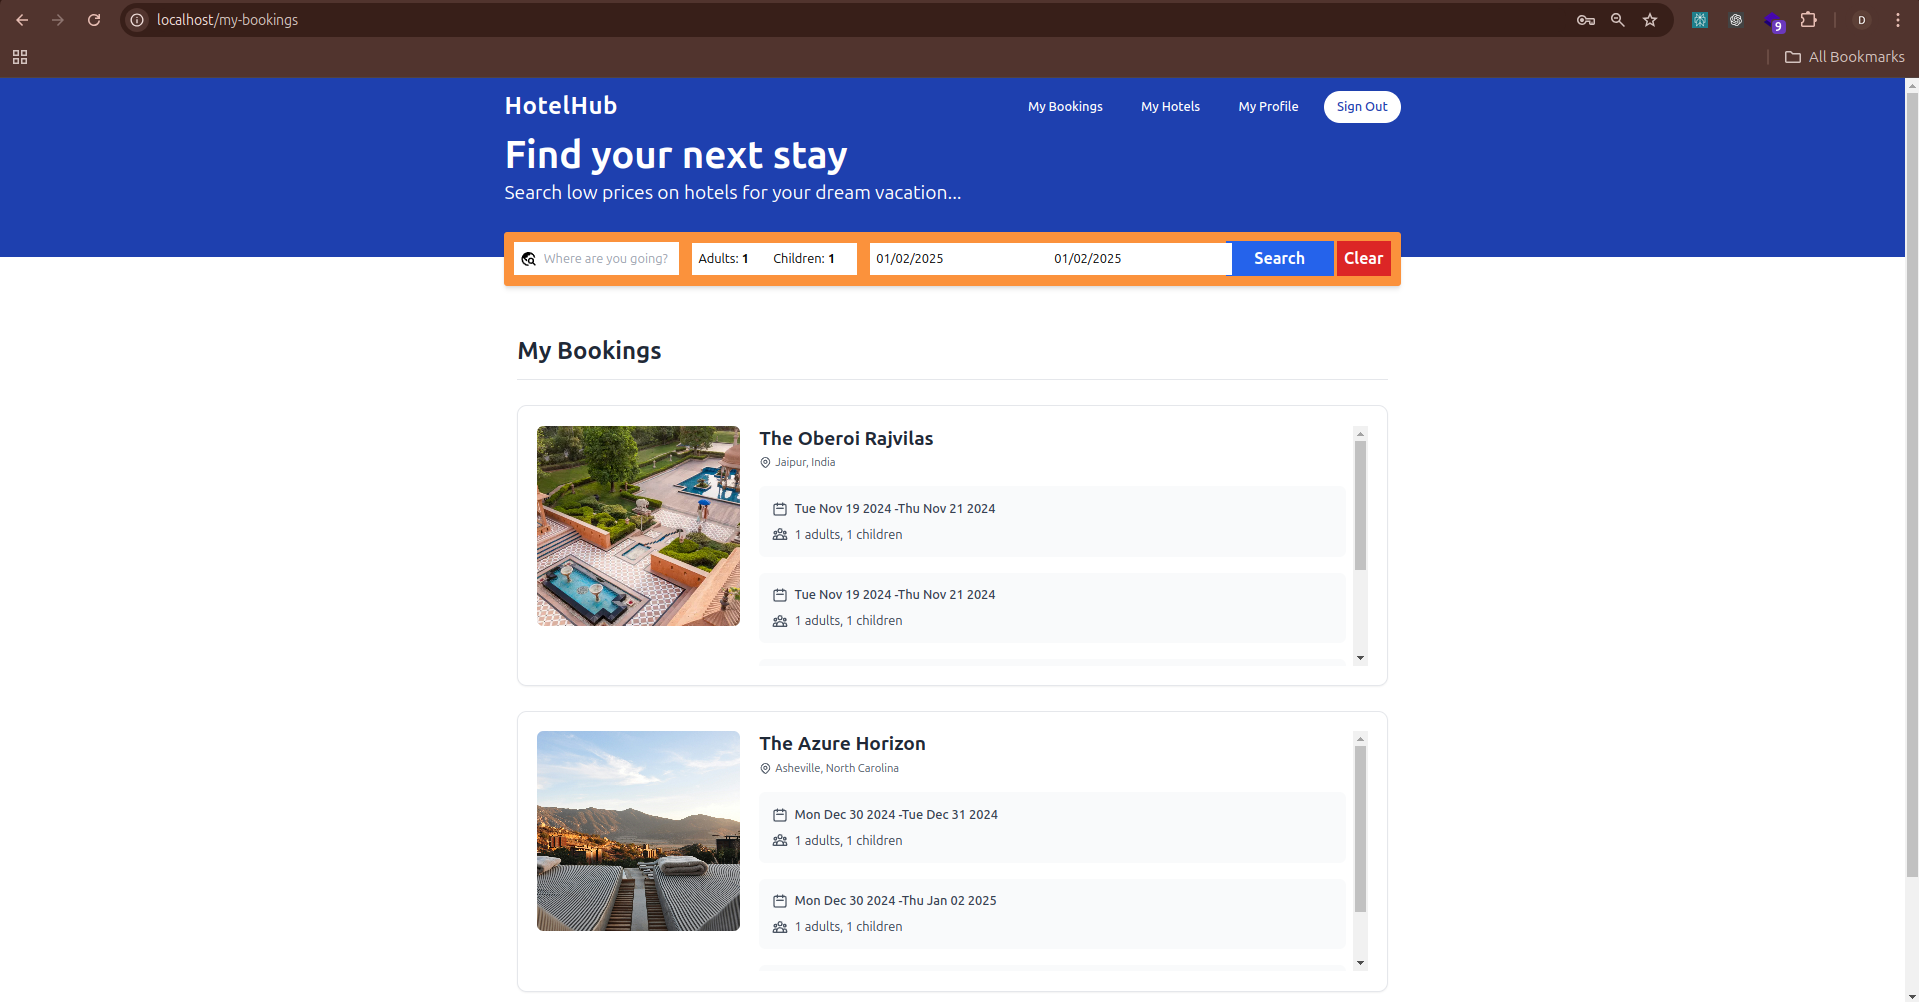 localhost/my-bookings
9
D
All Bookmarks
HotelHub
My Bookings
My Hotels
My Profile
Sign Out
Find your next stay
Search low prices on hotels for your dream vacation...
Where are you going?
Adults: 1
Children: 1
01/02/2025
01/02/2025
Search
Clear
My Bookings
The Oberoi Rajvilas
Jaipur, India
Tue Nov 19 2024 -Thu Nov 21 2024
1 adults, 1 children
Tue Nov 19 2024 -Thu Nov 21 2024
1 adults, 1 children
The Azure Horizon
Asheville, North Carolina
Mon Dec 30 2024 -Tue Dec 31 2024
1 adults, 1 children
Mon Dec 30 2024 -Thu Jan 02 2025
1 adults, 1 children